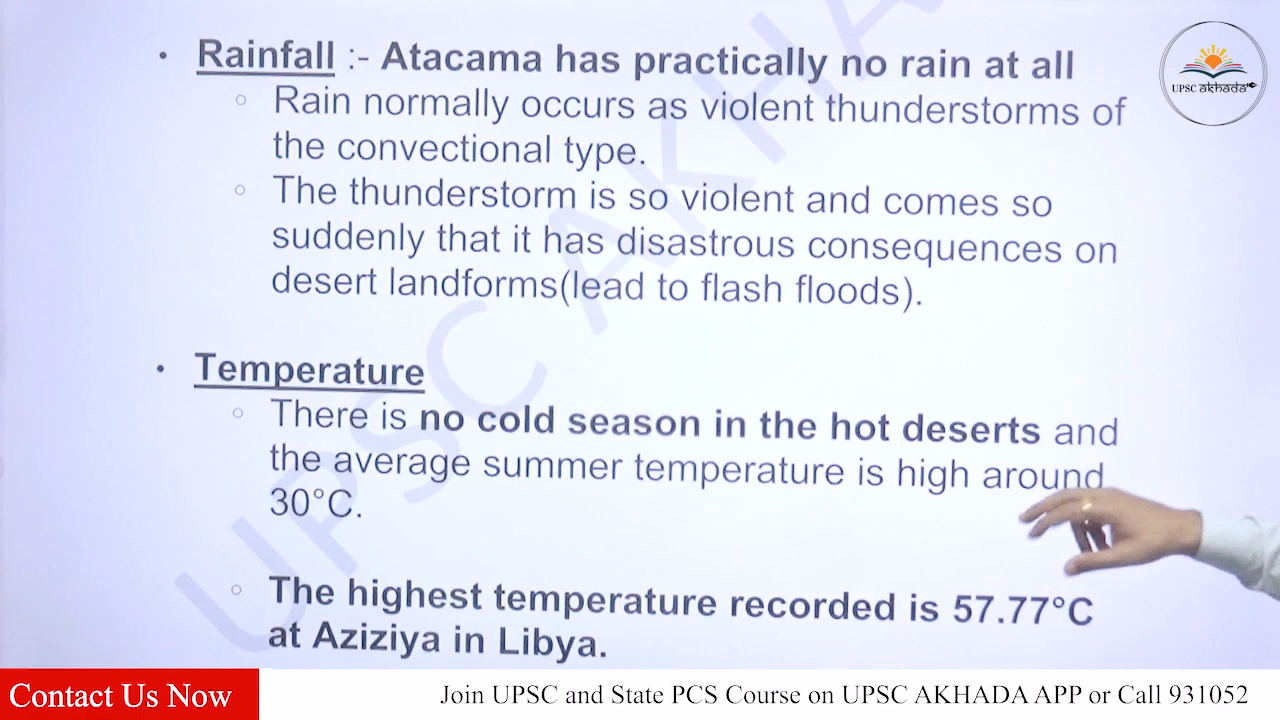 • Rainfall :- Atacama has practically no rain at all
○ Rain normally occurs as violent thunderstorms of
the convectional type.
○ The thunderstorm is so violent and comes so
suddenly that it has disastrous consequences on
desert landforms(lead to flash floods).
• Temperature
○ There is no cold season in the hot deserts and
the average summer temperature is high around
30°C.
○ The highest temperature recorded is 57.77°C
at Aziziya in Libya.
UPSC AKHA
UPSC akhada
Contact Us Now
Join UPSC and State PCS Course on UPSC AKHADA APP or Call 931052